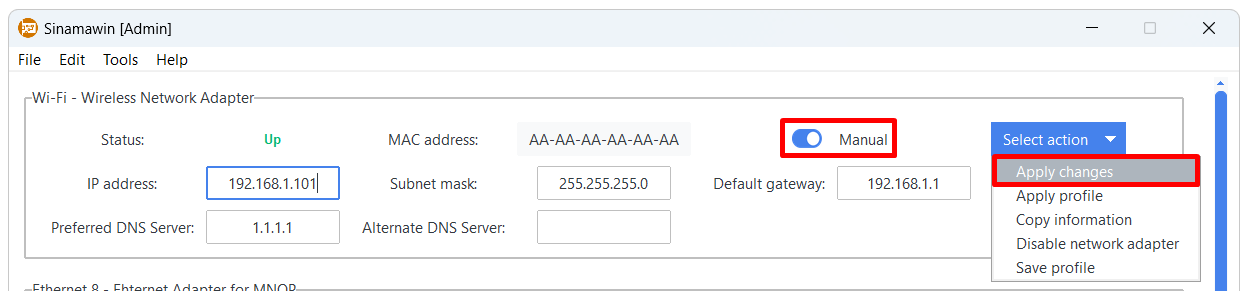 Sinamawin [Admin]
File Edit Tools Help
Wi-Fi - Wireless Network Adapter
Status: Up MAC address: AA-AA-AA-AA-AA-AA Manual Select action
Apply changes
IP address: 192.168.1.101 Subnet mask: 255.255.255.0 Default gateway: 192.168.1.1
Apply profile
Copy information
Preferred DNS Server: 1.1.1.1 Alternate DNS Server:
Disable network adapter
Save profile
Ethernet 8 - Ehternet Adapter for MNOP